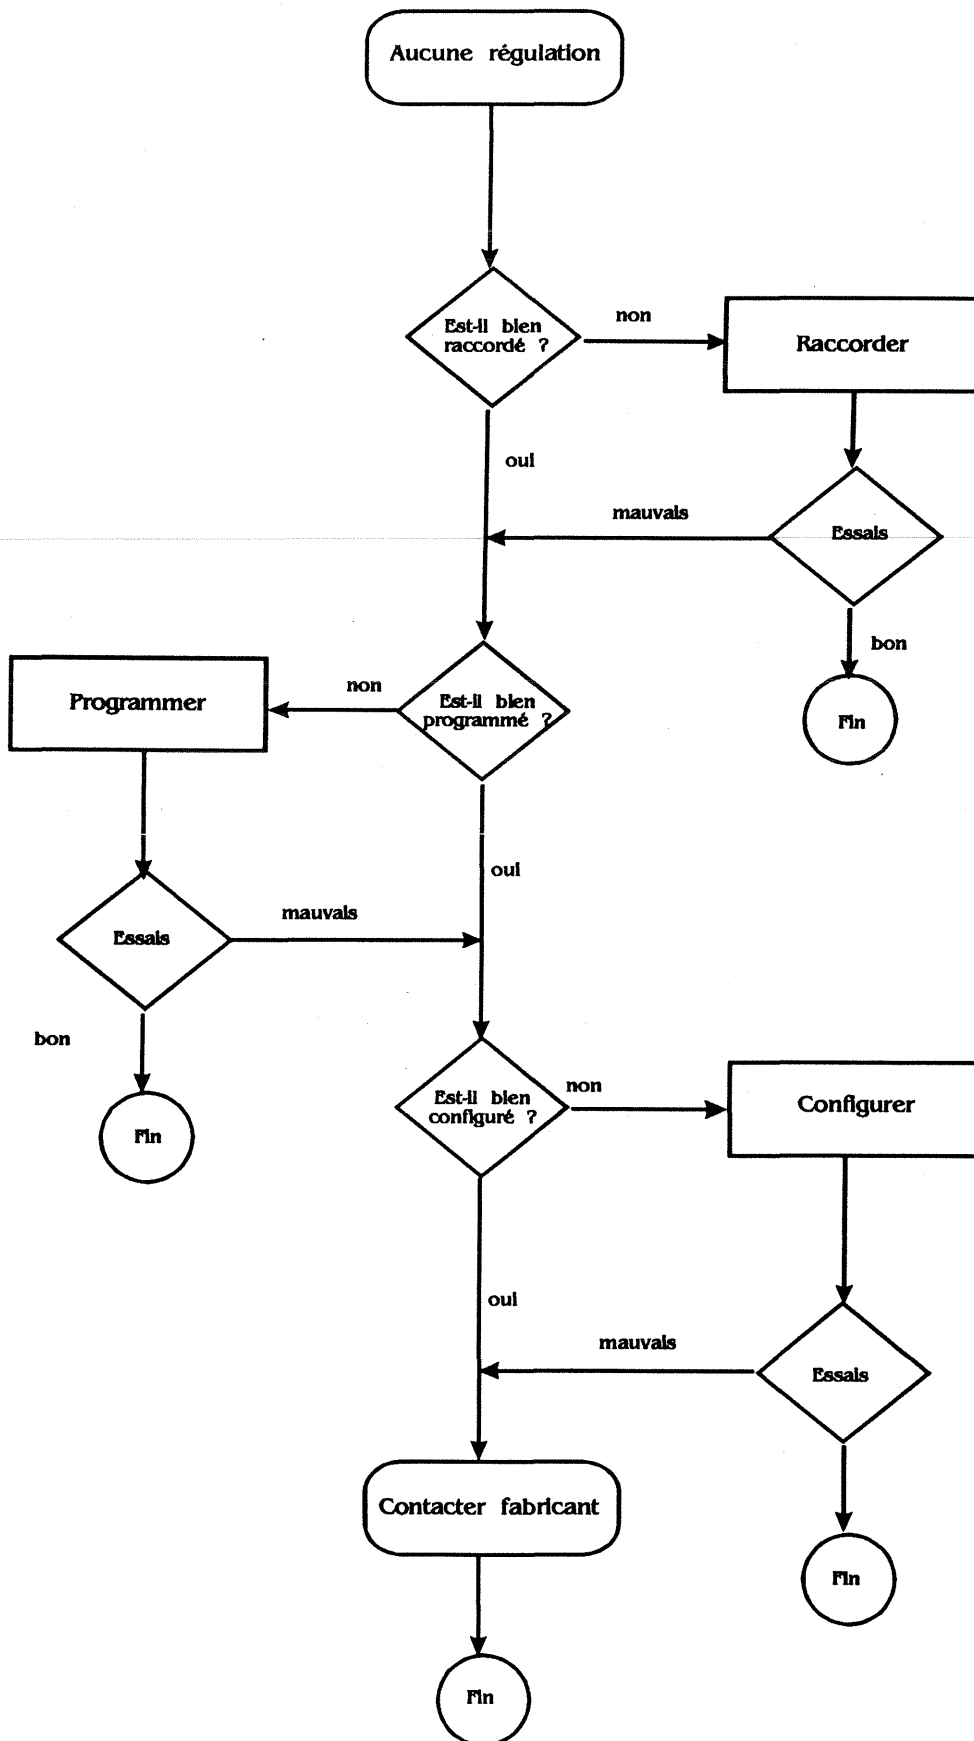 Aucune régulation
Est-il bien
raccordé ?
non
Raccorder
oui
mauvais
Essais
bon
Fin
Est-il bien
programmé ?
non
Programmer
oui
Essais
mauvais
bon
Fin
Est-il bien
configuré ?
non
Configurer
oui
mauvais
Essais
Contacter fabricant
Fin
Fin